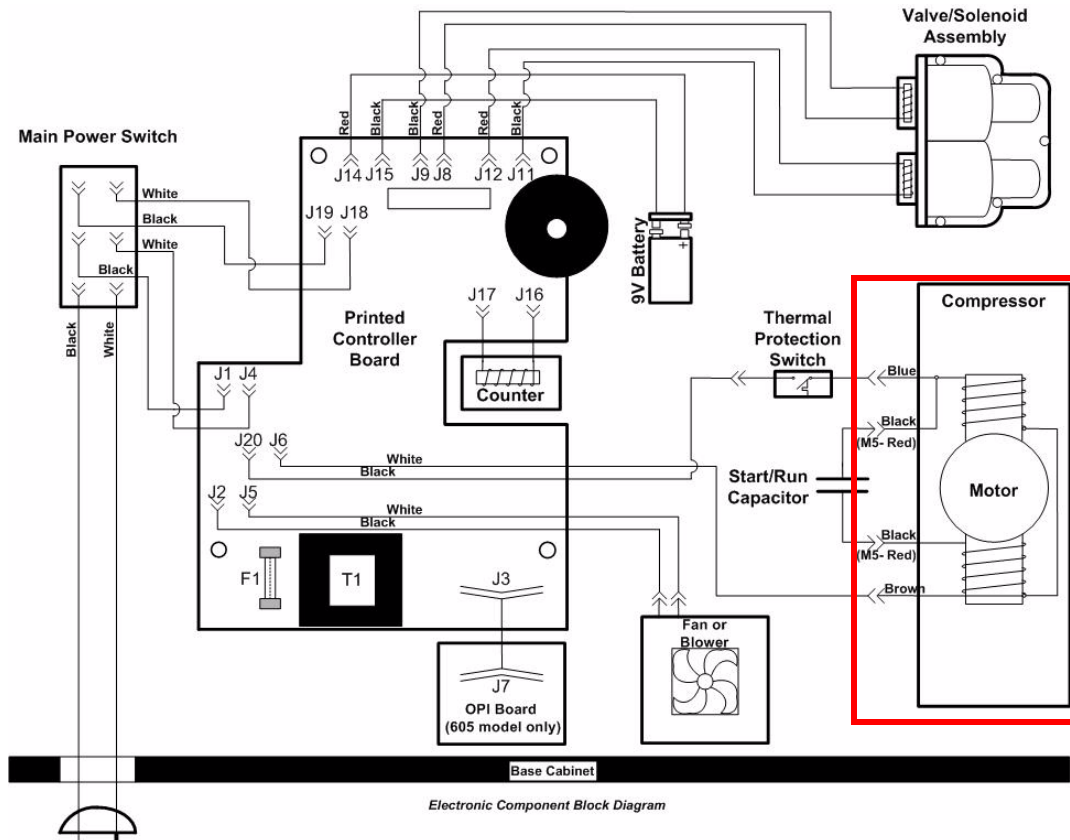 Valve/Solenoid
Assembly
Main Power Switch
Red
Black
Black
Red
Red
Black
J14
J15
J9
J8
J12
J11
White
Black
White
Black
J19
J18
9V Battery
+
Black
White
Printed
Controller
Board
J17
J16
Counter
Compressor
Thermal
Protection
Switch
Blue
Black
(M5- Red)
Start/Run
Capacitor
Motor
Black
(M5- Red)
Brown
J1
J4
J20
J6
White
Black
J2
J5
White
Black
F1
T1
J3
J7
OPI Board
(605 model only)
Fan or
Blower
Base Cabinet
Electronic Component Block Diagram